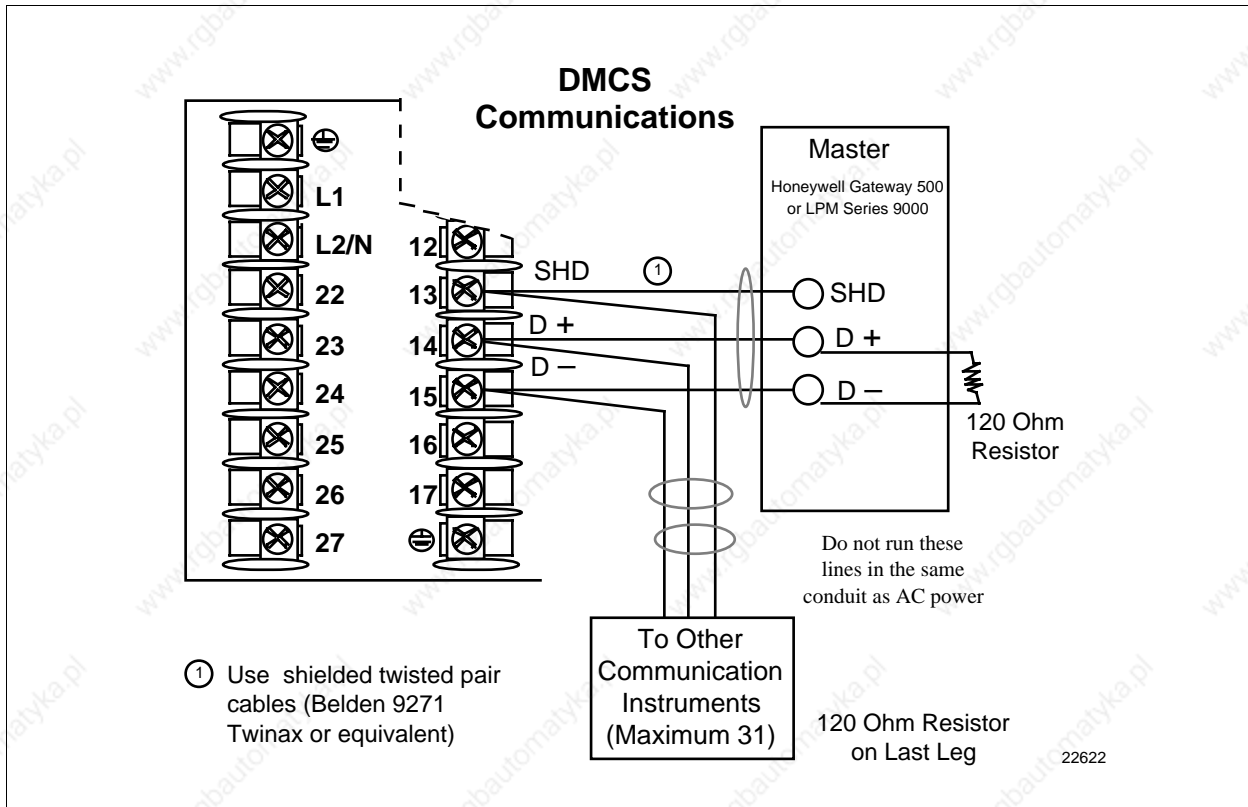 DMCS
Communications
Master
Honeywell Gateway 500
or LPM Series 9000
L1
L2/N
22
23
24
25
26
27
12
13
14
15
16
17
SHD
1
D +
D –
SHD
D +
D –
120 Ohm
Resistor
Do not run these
lines in the same
conduit as AC power
To Other
Communication
Instruments
(Maximum 31)
120 Ohm Resistor
on Last Leg
1 Use shielded twisted pair
cables (Belden 9271
Twinax or equivalent)
22622
www.rgbautomatyka.pl